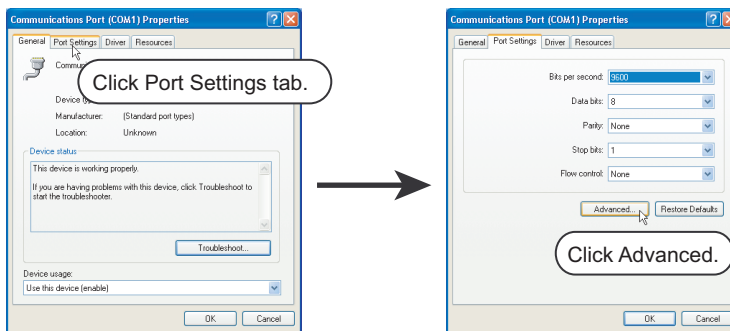 Communications Port (COM1) Properties
General Port Settings Driver Resources
Click Port Settings tab.
Manufacturer: (Standard port types)
Location: Unknown
Device status
This device is working properly.
If you are having problems with this device, click Troubleshoot to
start the troubleshooter.
Troubleshoot...
Device usage:
Use this device (enable)
OK Cancel
Communications Port (COM1) Properties
General Port Settings Driver Resources
Bits per second: 9600
Data bits: 8
Parity: None
Stop bits: 1
Flow control: None
Advanced... Restore Defaults
Click Advanced.
OK Cancel